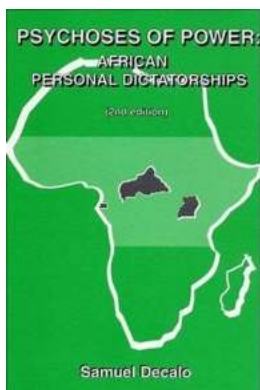 PSYCHOSES OF POWER:
AFRICAN
PERSONAL DICTATORSHIPS
(2nd edition)
Samuel Decalo